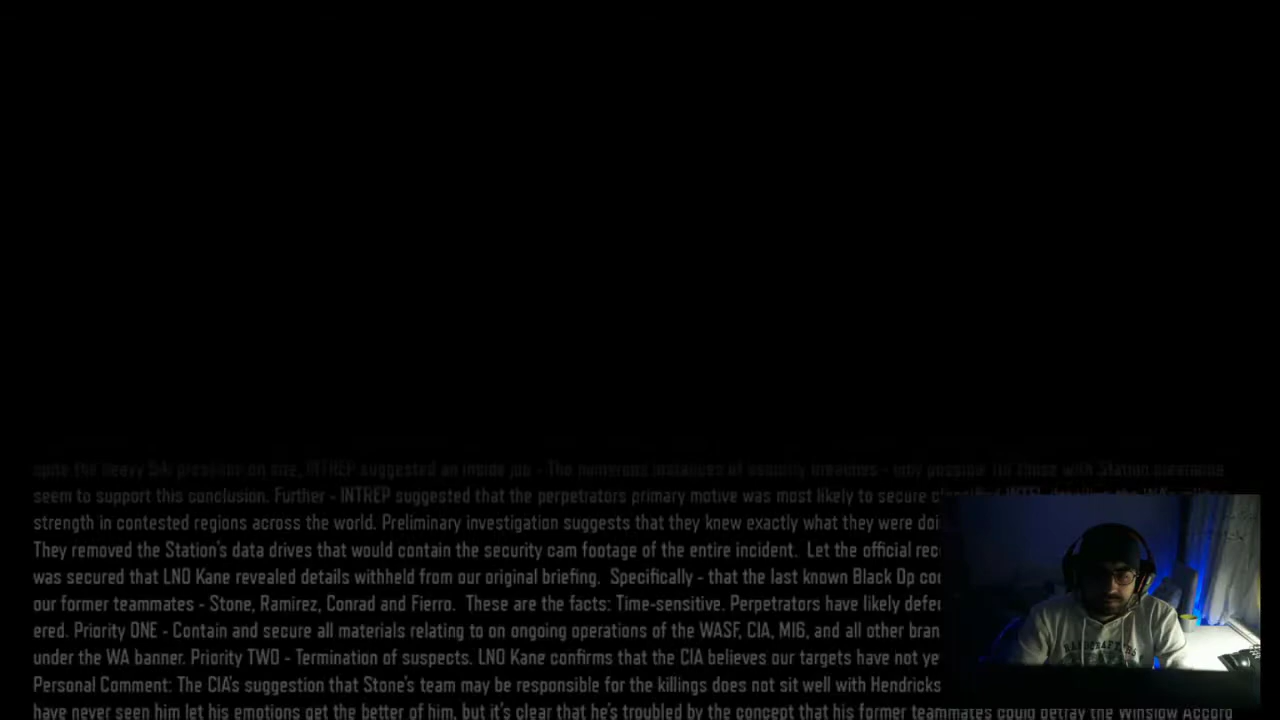 seem to support this conclusion. Further - INTREP suggested that the perpetrators primary motive was most likely to secure
strength in contested regions across the world. Preliminary investigation suggests that they knew exactly what they were doi
They removed the Station's data drives that would contain the security cam footage of the entire incident. Let the official rec
was secured that LNO Kane revealed details withheld from our original briefing. Specifically - that the last known Black Op co
our former teammates - Stone, Ramirez, Conrad and Fierro. These are the facts: Time-sensitive. Perpetrators have likely defe
ered. Priority ONE - Contain and secure all materials relating to on ongoing operations of the WASF, CIA, MI6, and all other bran
under the WA banner. Priority TWO - Termination of suspects. LNO Kane confirms that the CIA believes our targets have not ye
Personal Comment: The CIA's suggestion that Stone's team may be responsible for the killings does not sit well with Hendricks
have never seen him let his emotions get the better of him, but it's clear that he's troubled by the concept that his former teammates could betray the Winslow Accord